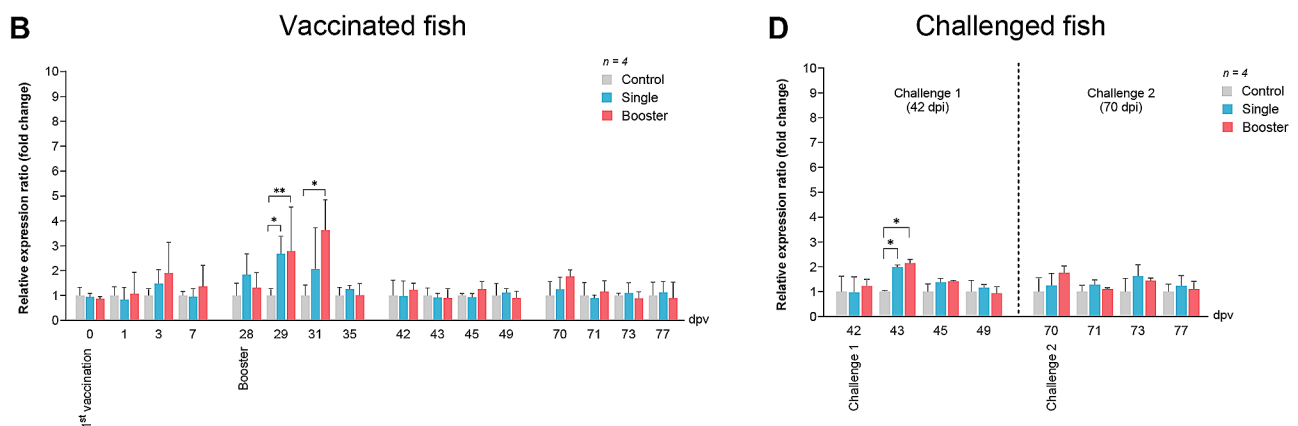 B
Vaccinated fish
n = 4
Control
Single
Booster
Relative expression ratio (fold change)
10
9
8
7
6
5
4
3
2
1
0
** 
*
*
0 1 3 7 28 29 31 35 42 43 45 49 70 71 73 77 dpv
1st vaccination
Booster
D
Challenged fish
n = 4
Control
Single
Booster
Challenge 1
(42 dpi)
Challenge 2
(70 dpi)
Relative expression ratio (fold change)
10
9
8
7
6
5
4
3
2
1
0
*
*
42 43 45 49 70 71 73 77 dpv
Challenge 1
Challenge 2